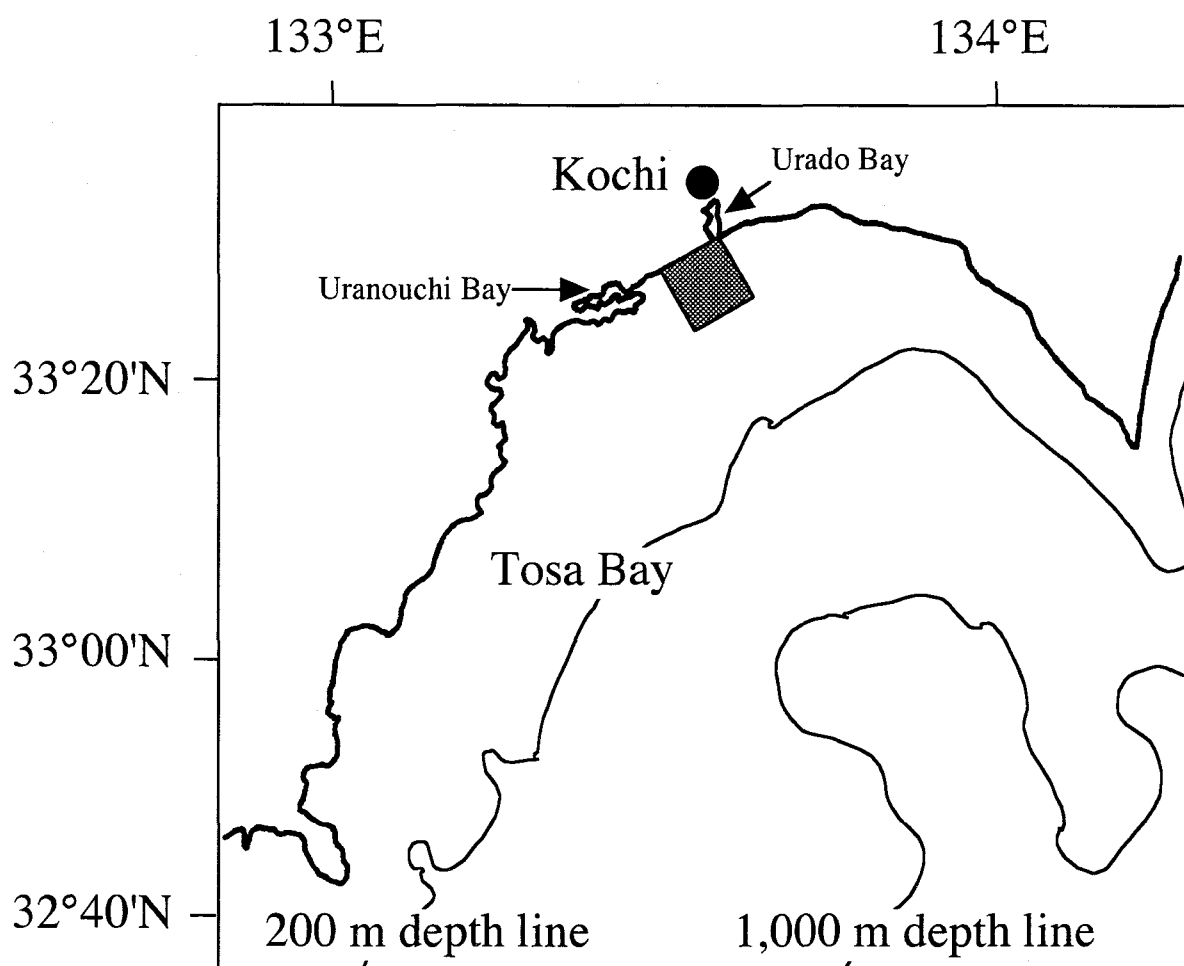 133°E
134°E
Kochi
Urado Bay
Uranouchi Bay
33°20'N
Tosa Bay
33°00'N
32°40'N
200 m depth line
1,000 m depth line